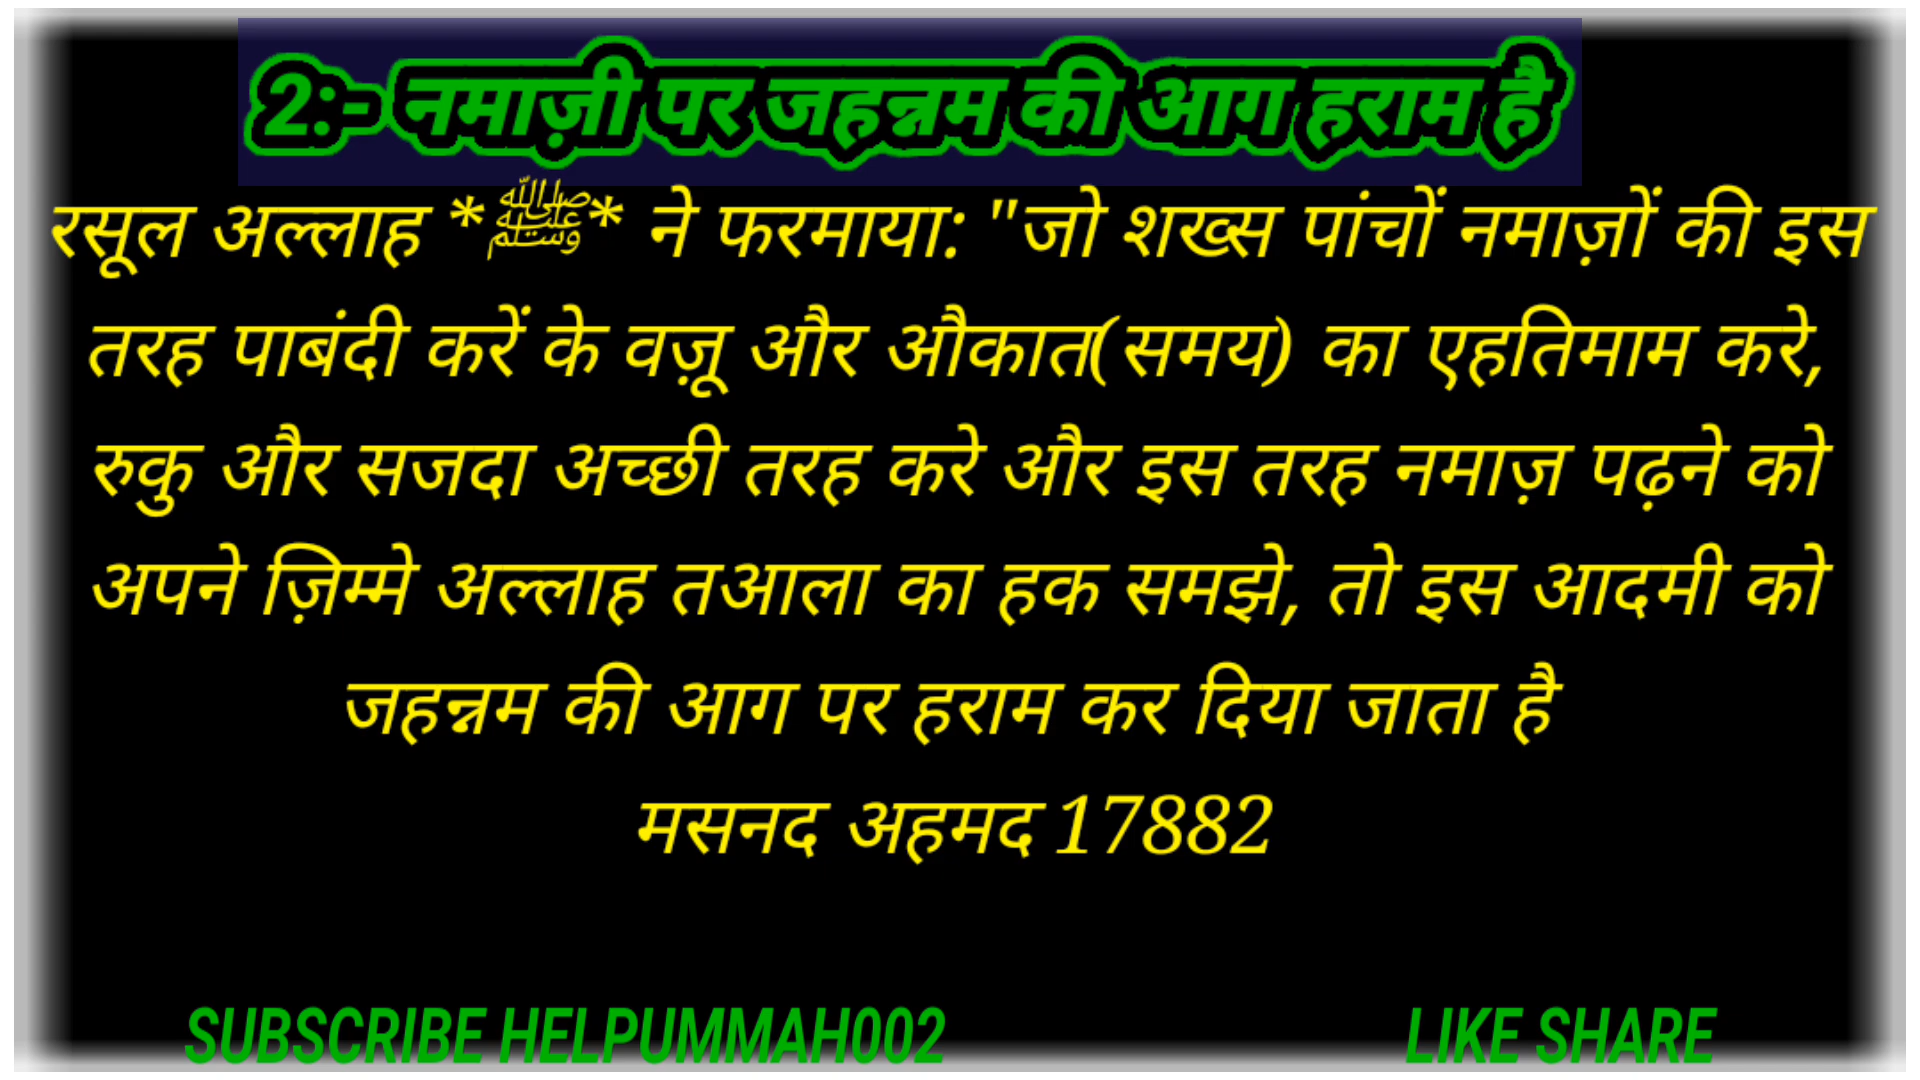 2:- नमाज़ी पर जहन्नम की आग हराम है
रसूल अल्लाह *ﷺ* ने फरमाया: "जो शख्स पांचों नमाज़ों की इस
तरह पाबंदी करें के वज़ू और औकात(समय) का एहतिमाम करे,
रुकु और सजदा अच्छी तरह करे और इस तरह नमाज़ पढ़ने को
अपने ज़िम्मे अल्लाह तआला का हक समझे, तो इस आदमी को
जहन्नम की आग पर हराम कर दिया जाता है
मसनद अहमद 17882
SUBSCRIBE HELPUMMAH002 LIKE SHARE